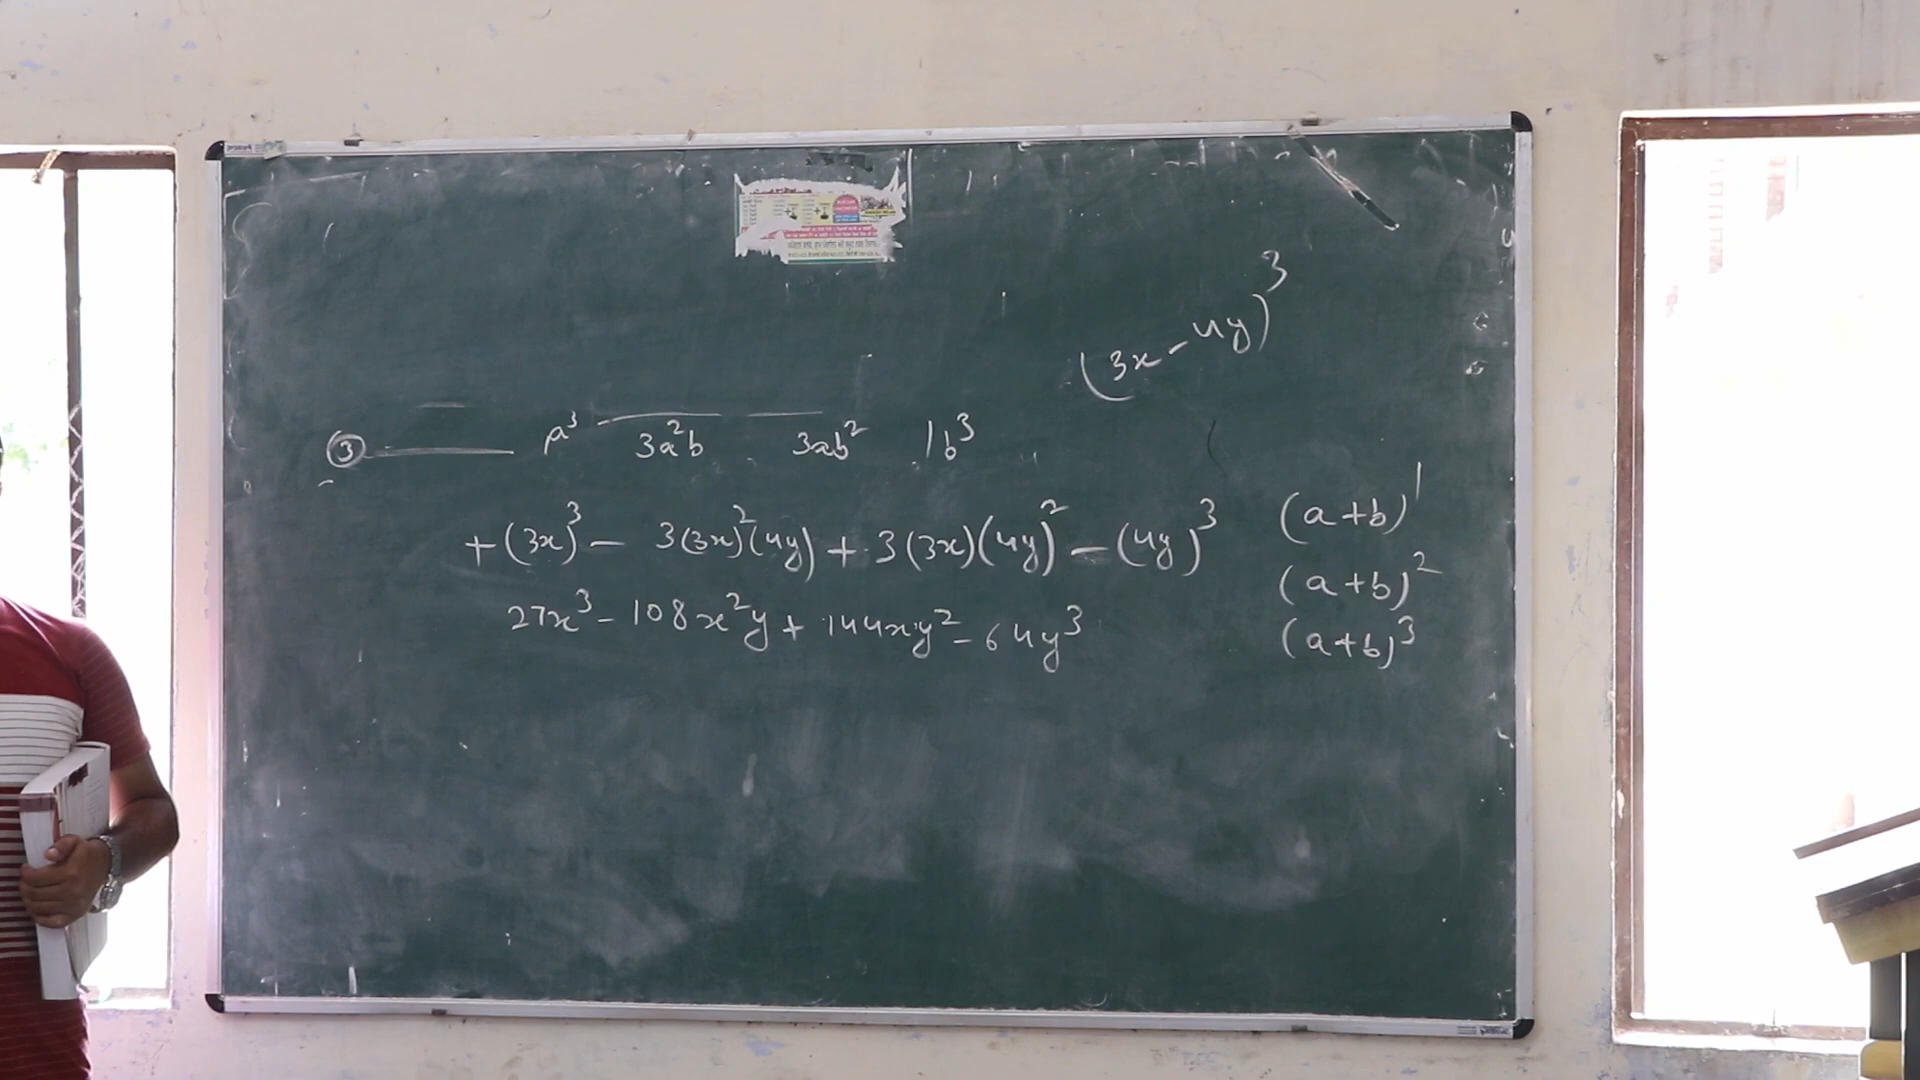 (3x - 4y)³
③ a³ 3a²b 3ab² 1b³
+(3x)³ - 3(3x)²(4y) + 3(3x)(4y)² - (4y)³
27x³ - 108x²y + 144xy² - 64y³
(a+b)¹
(a+b)²
(a+b)³